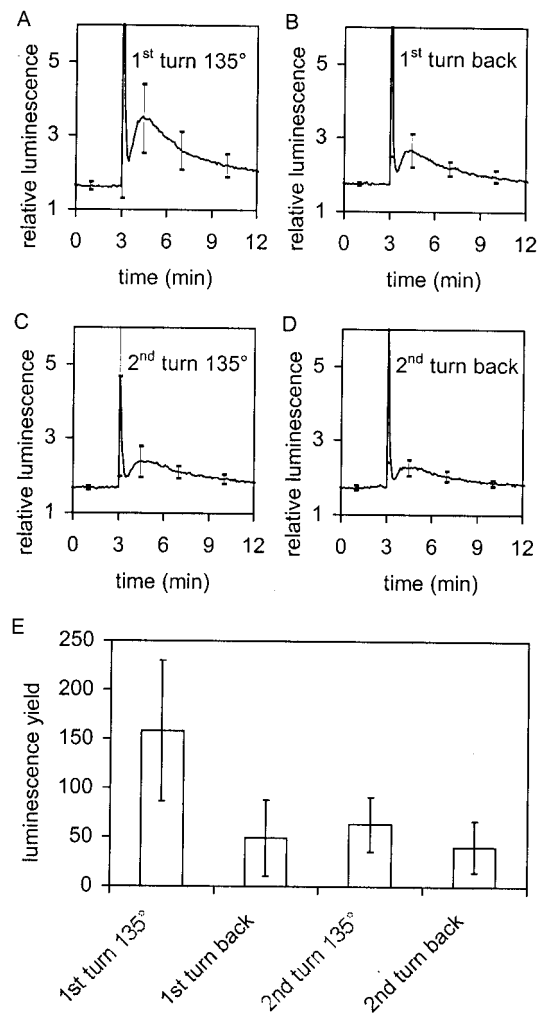 A
1st turn 135°
relative luminescence
5
3
1
0 3 6 9 12
time (min)
B
1st turn back
relative luminescence
5
3
1
0 3 6 9 12
time (min)
C
2nd turn 135°
relative luminescence
5
3
1
0 3 6 9 12
time (min)
D
2nd turn back
relative luminescence
5
3
1
0 3 6 9 12
time (min)
E
luminescence yield
250
200
150
100
50
0
1st turn 135°
1st turn back
2nd turn 135°
2nd turn back